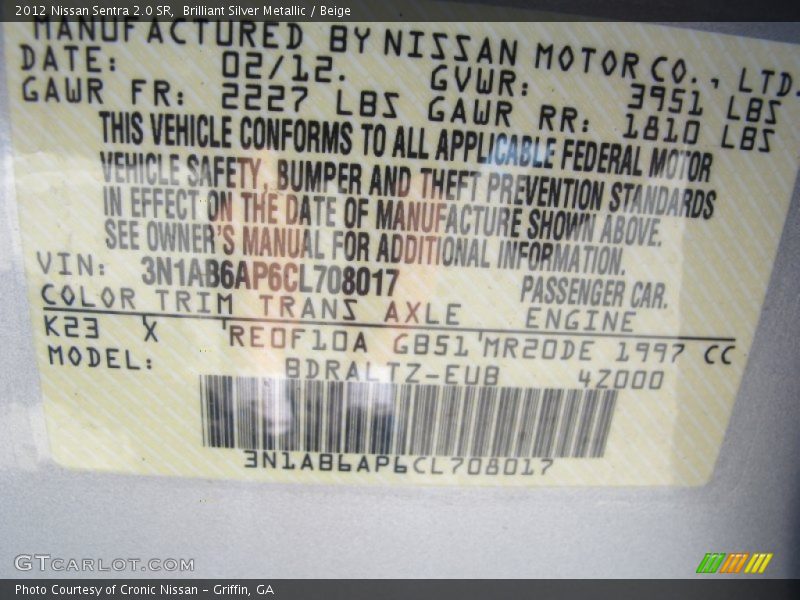 2012 Nissan Sentra 2.0 SR,  Brilliant Silver Metallic / Beige
MANUFACTURED BY NISSAN MOTOR CO., LTD.
DATE: 02/12. GVWR: 3951 LBS
GAWR FR: 2227 LBS GAWR RR: 1810 LBS
THIS VEHICLE CONFORMS TO ALL APPLICABLE FEDERAL MOTOR
VEHICLE SAFETY, BUMPER AND THEFT PREVENTION STANDARDS
IN EFFECT ON THE DATE OF MANUFACTURE SHOWN ABOVE.
SEE OWNER'S MANUAL FOR ADDITIONAL INFORMATION.
VIN: 3N1AB6AP6CL708017 PASSENGER CAR.
COLOR TRIM TRANS AXLE ENGINE
K23 X RE0F10A GB51 MR20DE 1997 CC
MODEL: BDRALTZ-EUB 4Z000
3N1AB6AP6CL708017
GTCarLot.com
Photo Courtesy of Cronic Nissan - Griffin, GA